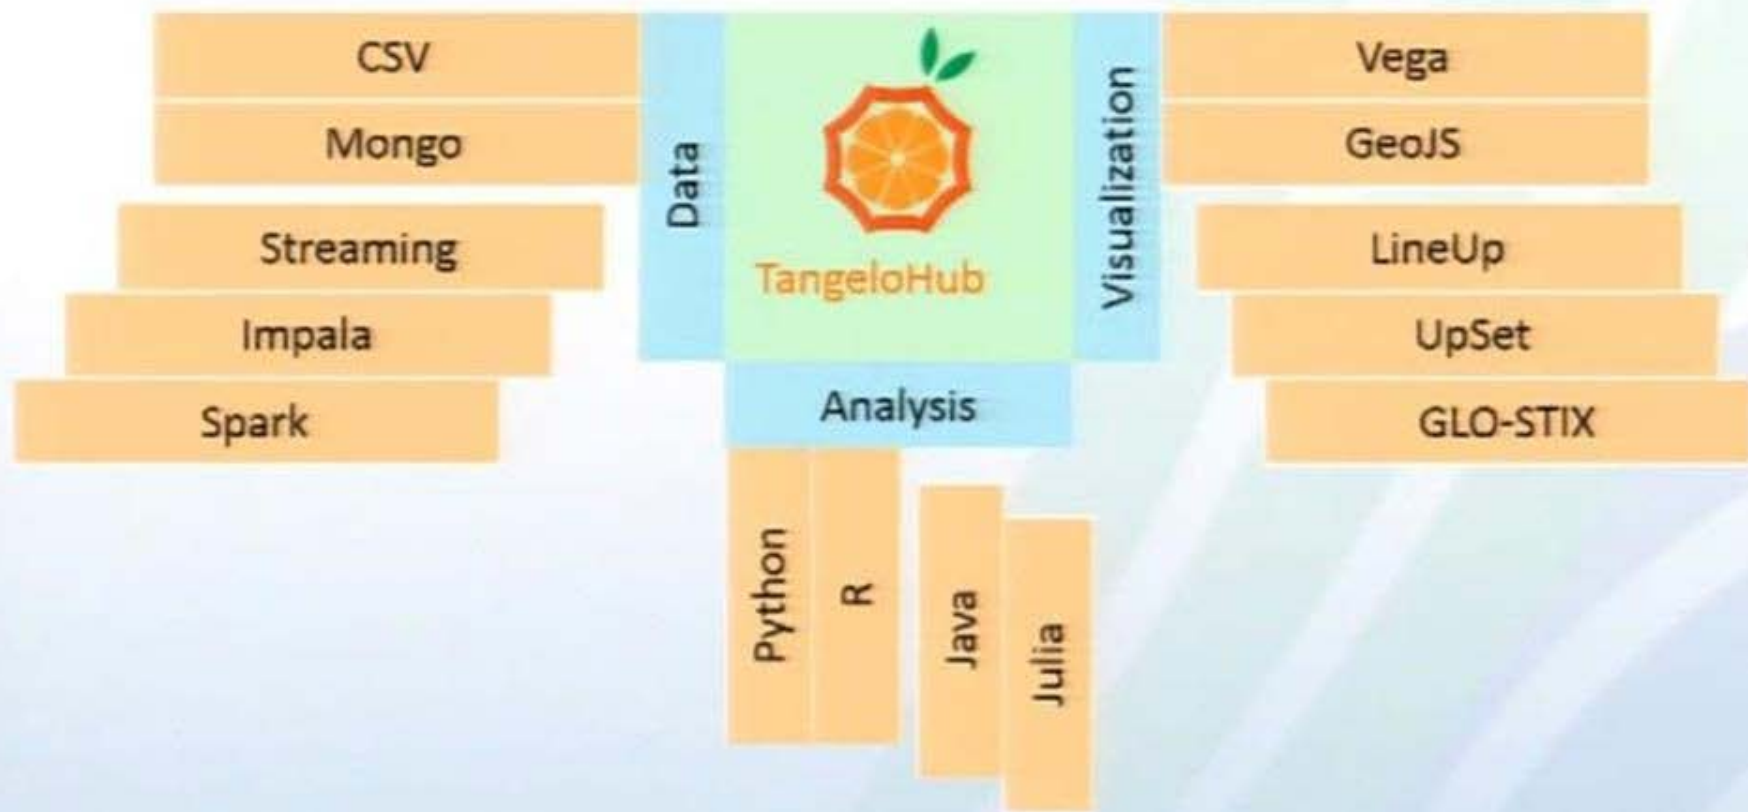 CSV
Mongo
Streaming
Impala
Spark
Data
TangeloHub
Visualization
Analysis
Vega
GeoJS
LineUp
UpSet
GLO-STIX
Python
R
Java
Julia